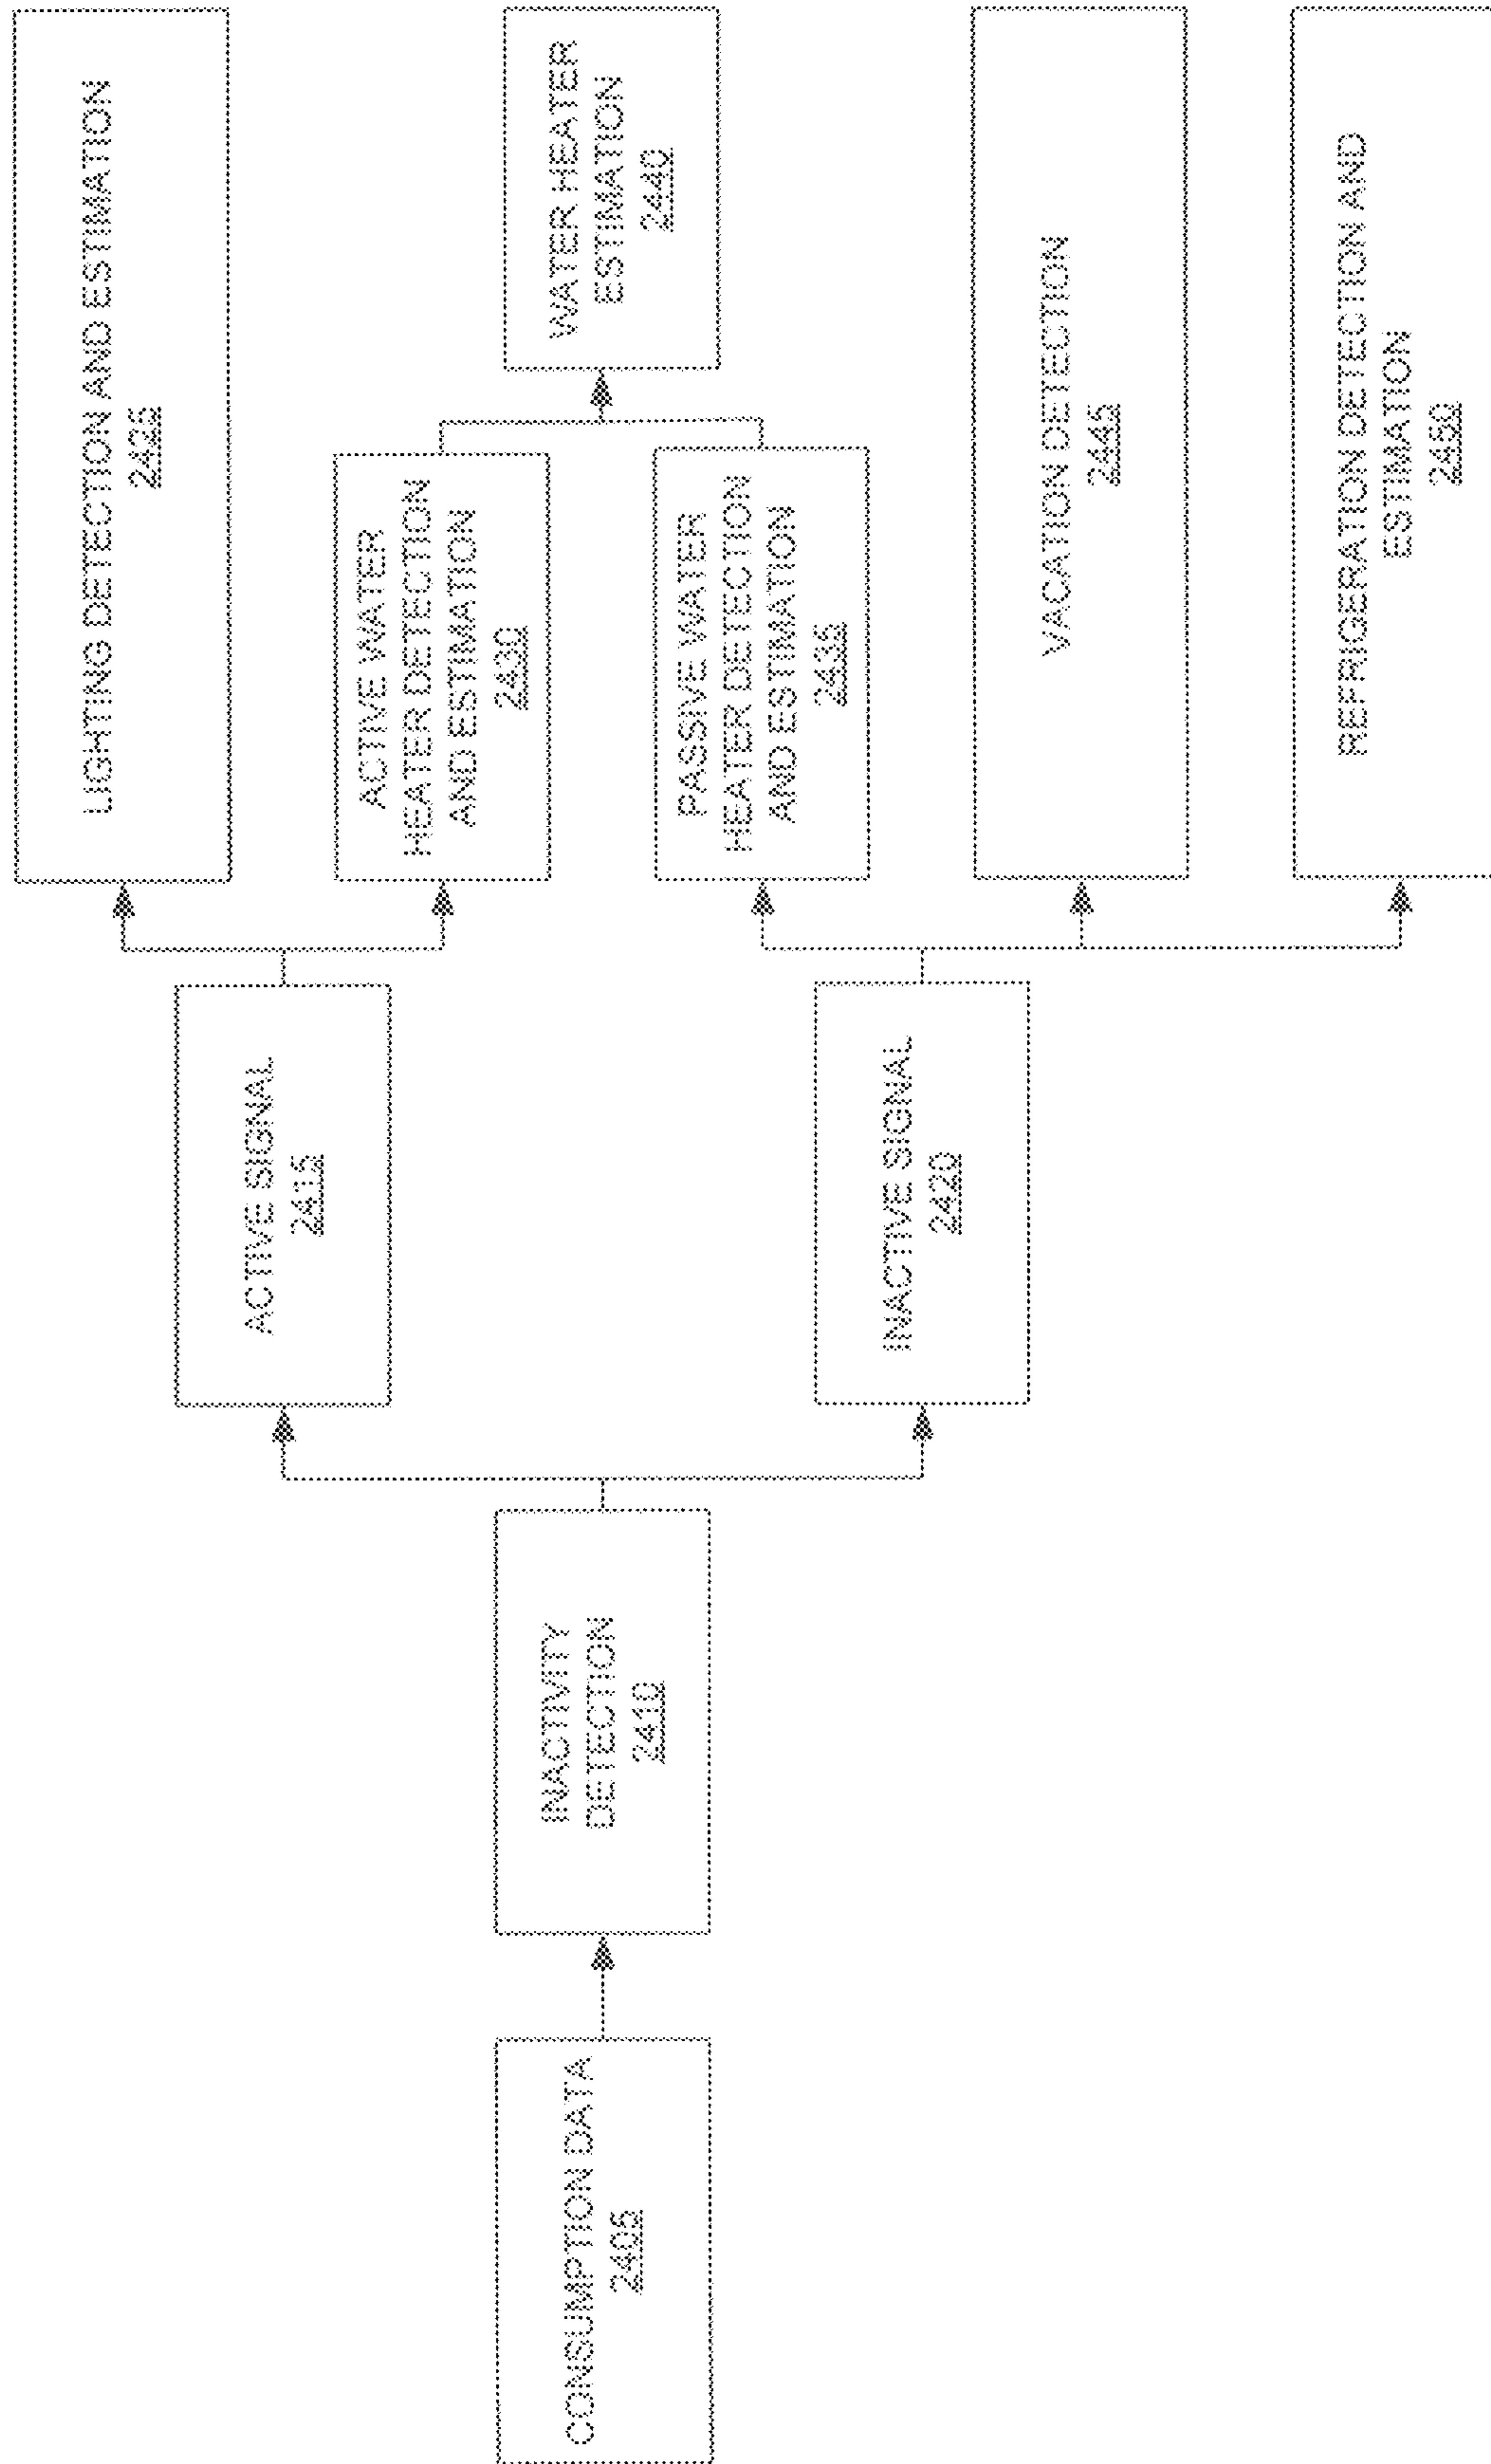 CONSUMPTION DATA
2405
INACTIVITY
DETECTION
2410
ACTIVE SIGNAL
2415
INACTIVE SIGNAL
2420
LIGHTING DETECTION AND ESTIMATION
2425
ACTIVE WATER
HEATER DETECTION
AND ESTIMATION
2430
PASSIVE WATER
HEATER DETECTION
AND ESTIMATION
2435
WATER HEATER
ESTIMATION
2440
VACATION DETECTION
2445
REFRIGERATION DETECTION AND
ESTIMATION
2450